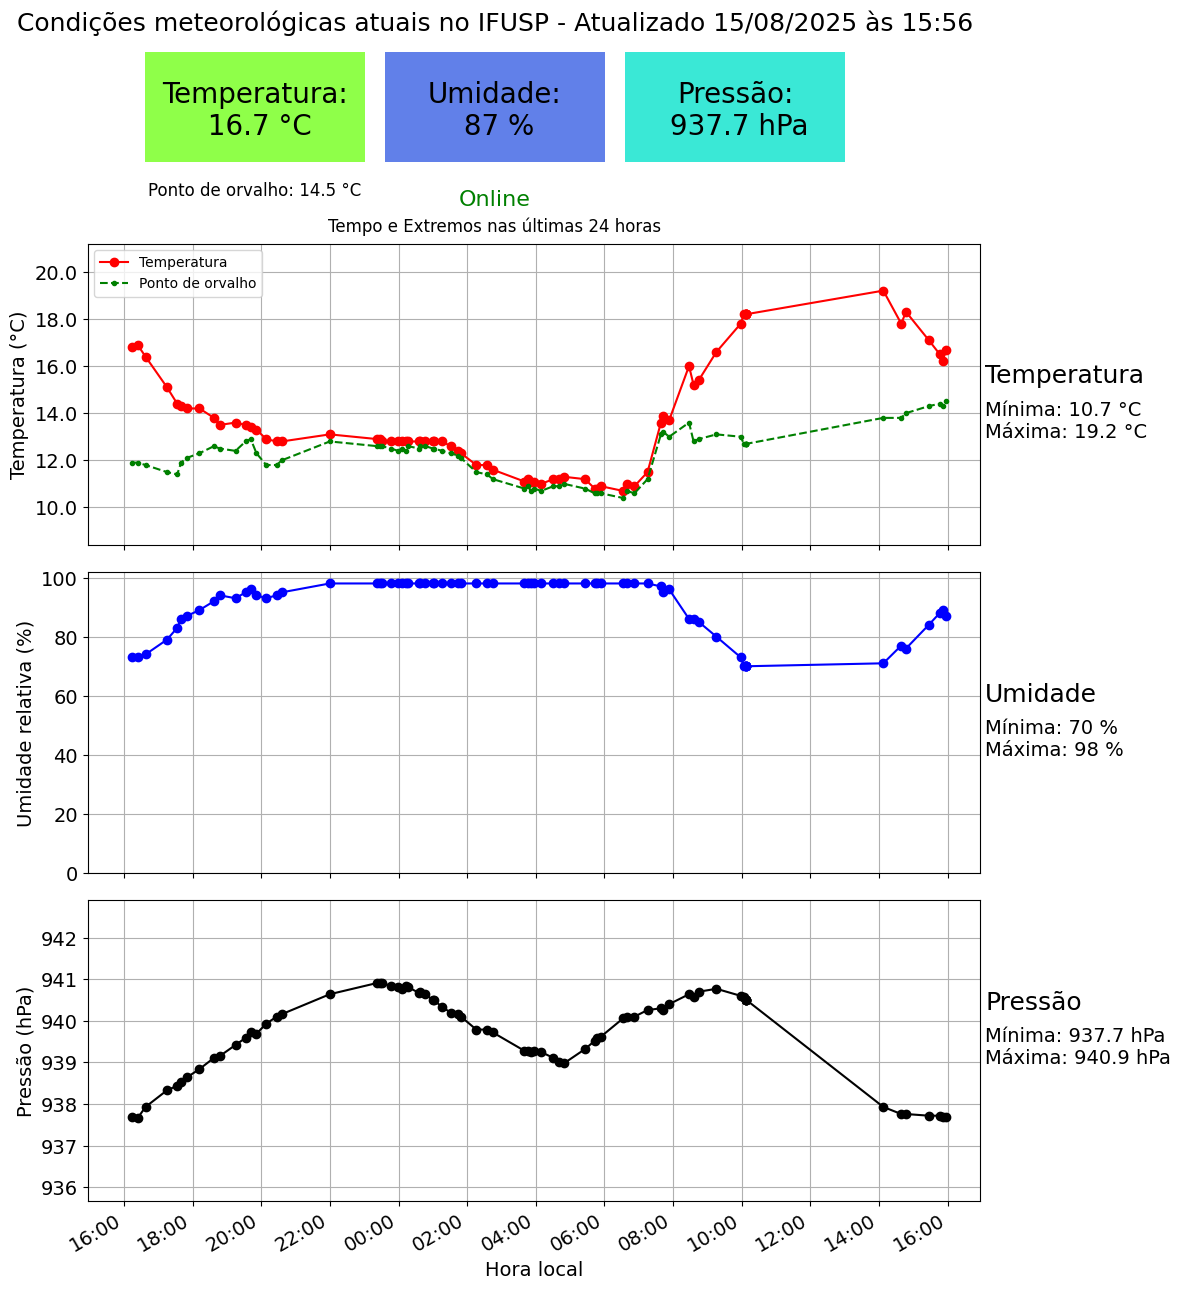 Condições meteorológicas atuais no IFUSP - Atualizado 15/08/2025 às 15:56
Temperatura:
16.7 °C
Umidade:
87 %
Pressão:
937.7 hPa
Ponto de orvalho: 14.5 °C
Online
Tempo e Extremos nas últimas 24 horas
Temperatura
Ponto de orvalho
Temperatura (°C)
20.0
18.0
16.0
14.0
12.0
10.0
Temperatura
Mínima: 10.7 °C
Máxima: 19.2 °C
Umidade relativa (%)
100
80
60
40
20
0
Umidade
Mínima: 70 %
Máxima: 98 %
Pressão (hPa)
942
941
940
939
938
937
936
Pressão
Mínima: 937.7 hPa
Máxima: 940.9 hPa
16:00 18:00 20:00 22:00 00:00 02:00 04:00 06:00 08:00 10:00 12:00 14:00 16:00
Hora local